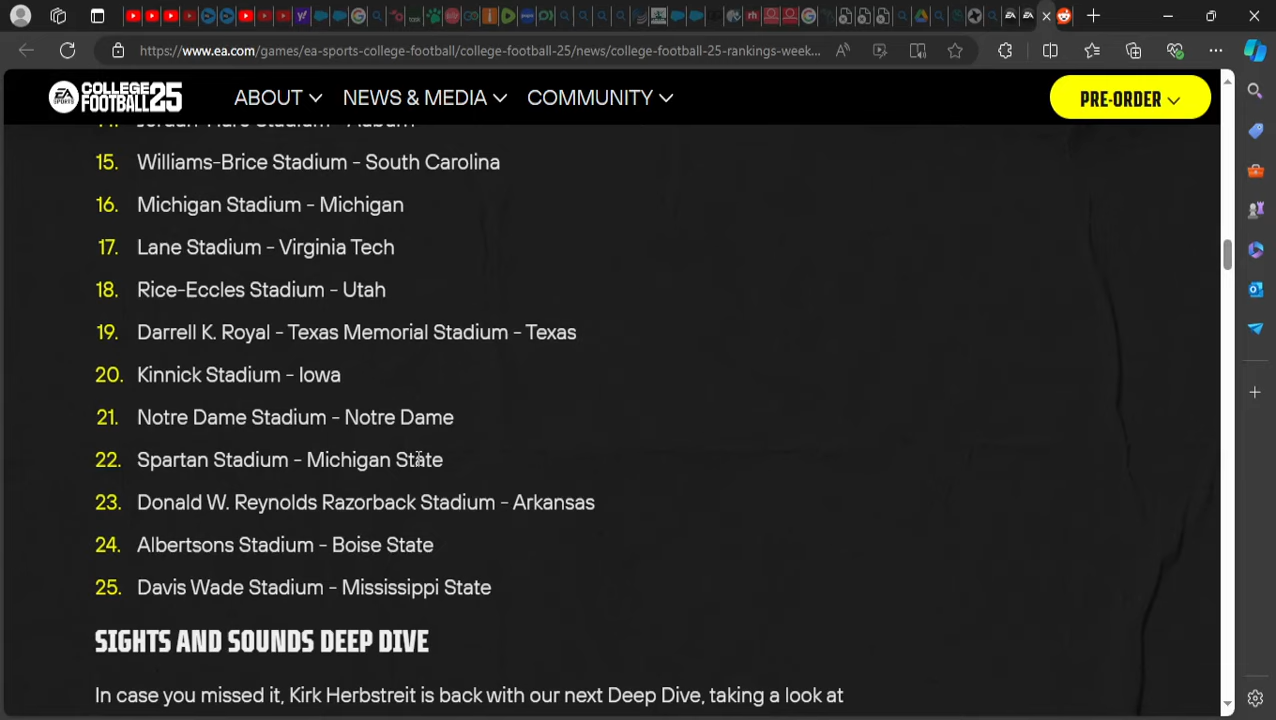 https://www.ea.com/games/ea-sports-college-football/college-football-25/news/college-football-25-rankings-week...
EA SPORTS COLLEGE FOOTBALL 25
ABOUT
NEWS & MEDIA
COMMUNITY
PRE-ORDER
15. Williams-Brice Stadium - South Carolina
16. Michigan Stadium - Michigan
17. Lane Stadium - Virginia Tech
18. Rice-Eccles Stadium - Utah
19. Darrell K. Royal - Texas Memorial Stadium - Texas
20. Kinnick Stadium - Iowa
21. Notre Dame Stadium - Notre Dame
22. Spartan Stadium - Michigan State
23. Donald W. Reynolds Razorback Stadium - Arkansas
24. Albertsons Stadium - Boise State
25. Davis Wade Stadium - Mississippi State
SIGHTS AND SOUNDS DEEP DIVE
In case you missed it, Kirk Herbstreit is back with our next Deep Dive, taking a look at